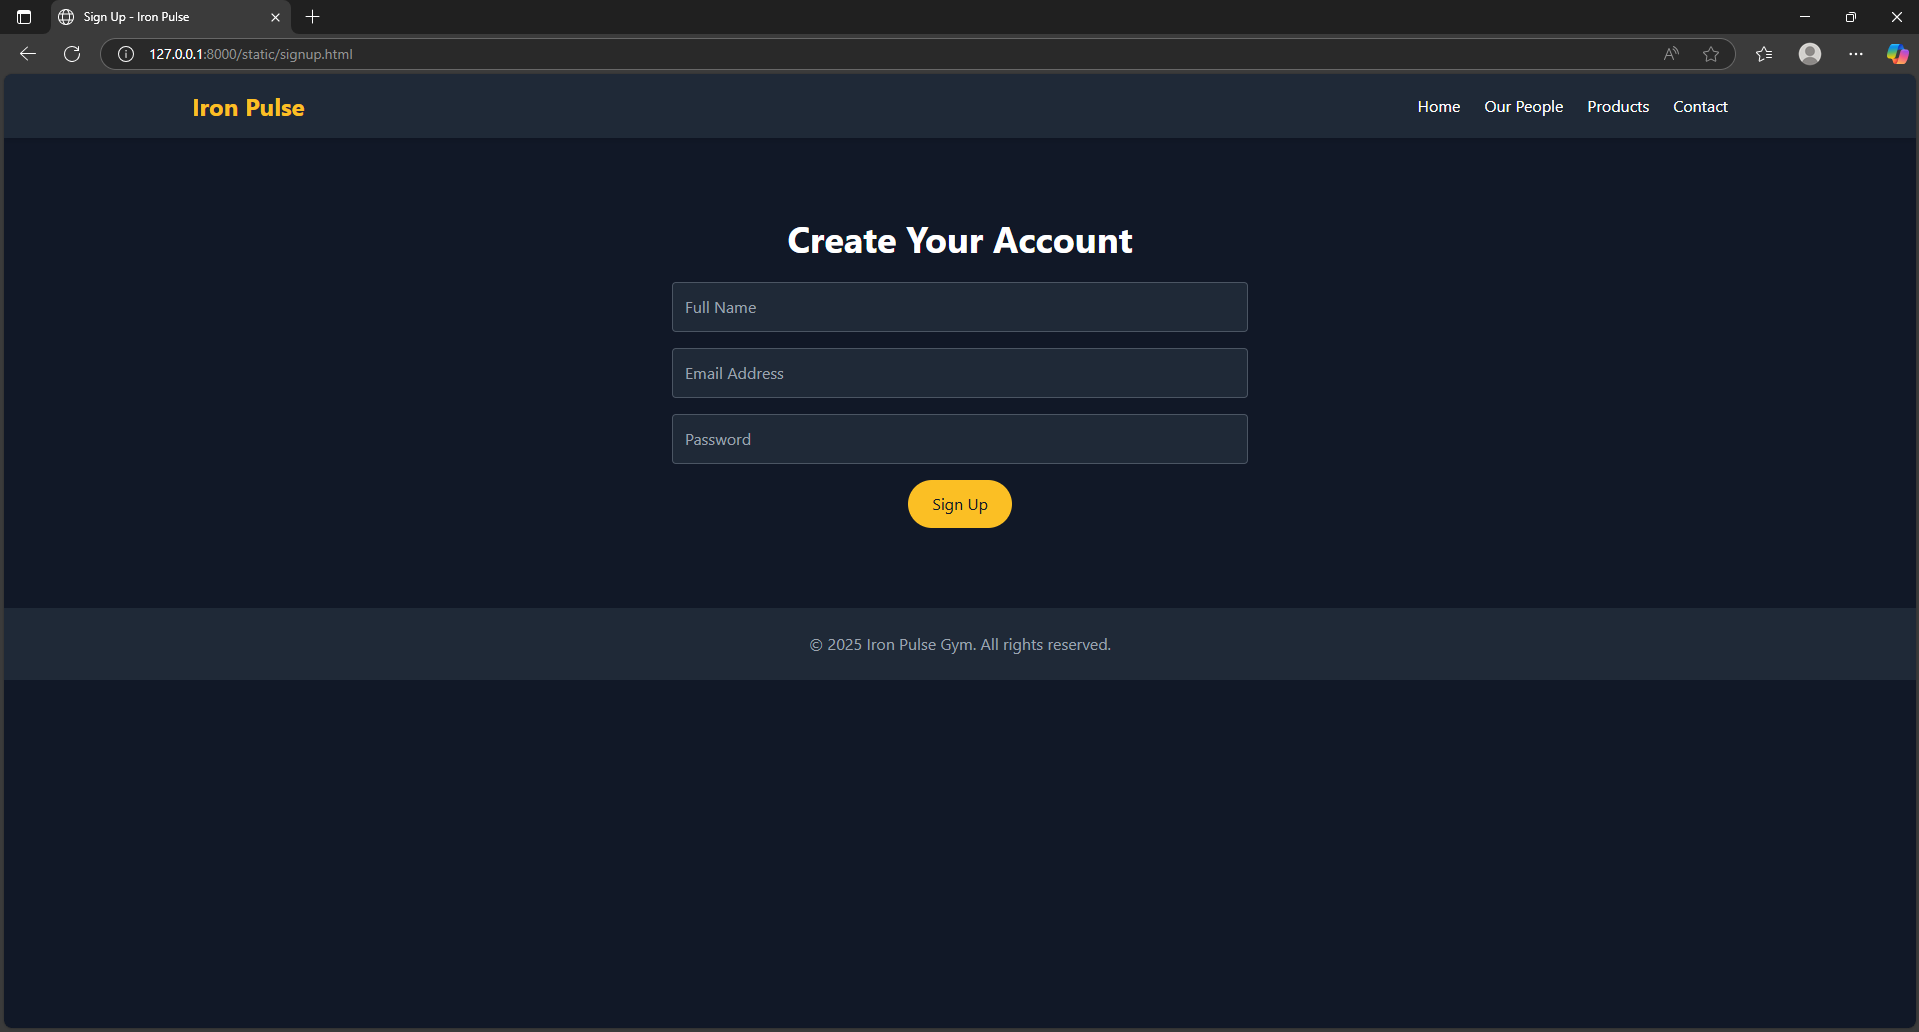 Sign Up - Iron Pulse
127.0.0.1:8000/static/signup.html
Iron Pulse
Home Our People Products Contact
Create Your Account
Full Name
Email Address
Password
Sign Up
© 2025 Iron Pulse Gym. All rights reserved.